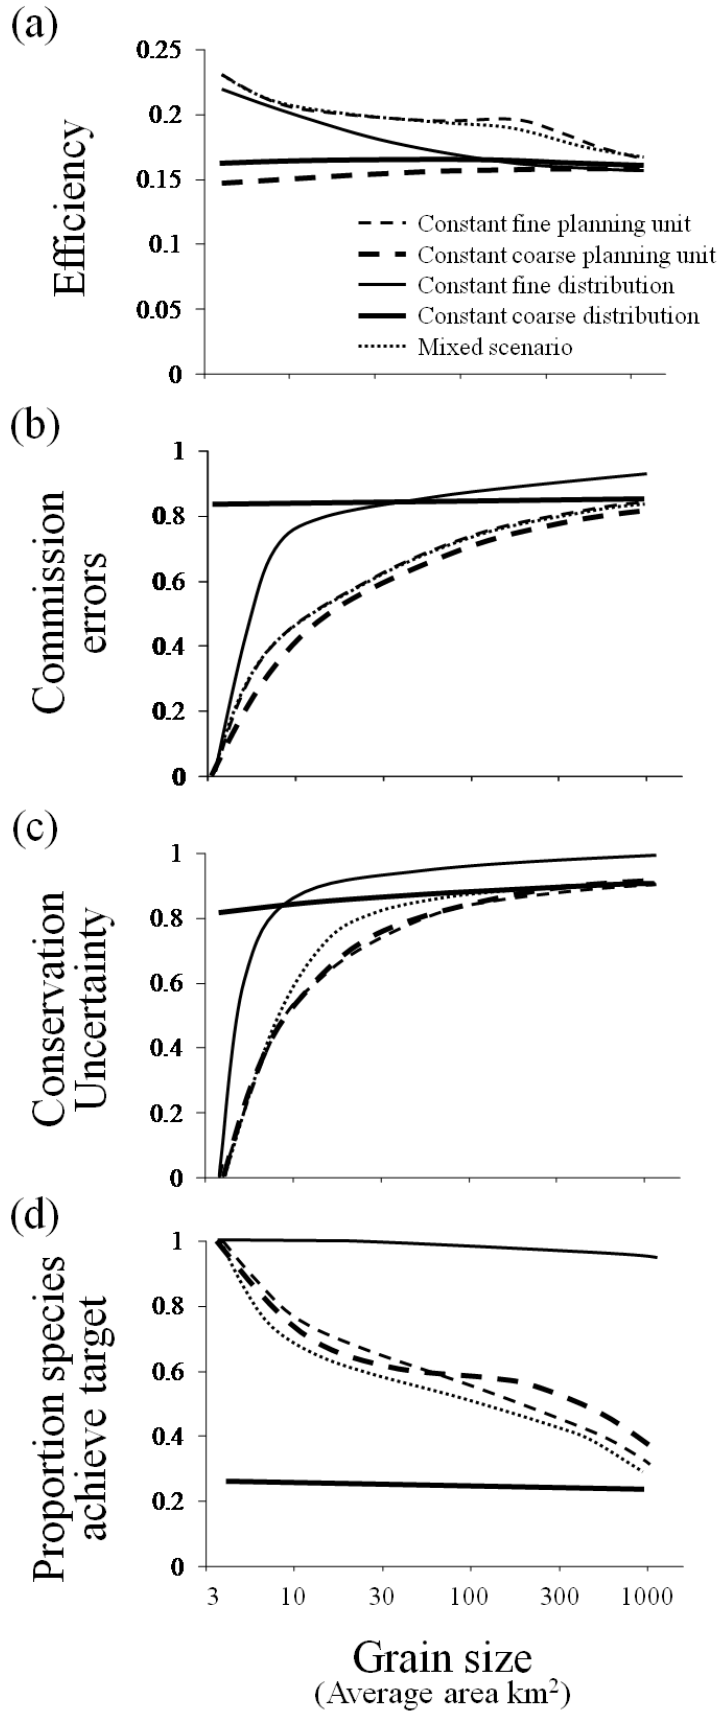 (a)
0.25
0.2
0.15
0.1
0.05
0
Efficiency
Constant fine planning unit
Constant coarse planning unit
Constant fine distribution
Constant coarse distribution
Mixed scenario
(b)
1
0.8
0.6
0.4
0.2
0
Commission
errors
(c)
1
0.8
0.6
0.4
0.2
0
Conservation
Uncertainty
(d)
1
0.8
0.6
0.4
0.2
0
Proportion species
achieve target
3 10 30 100 300 1000
Grain size
(Average area km²)